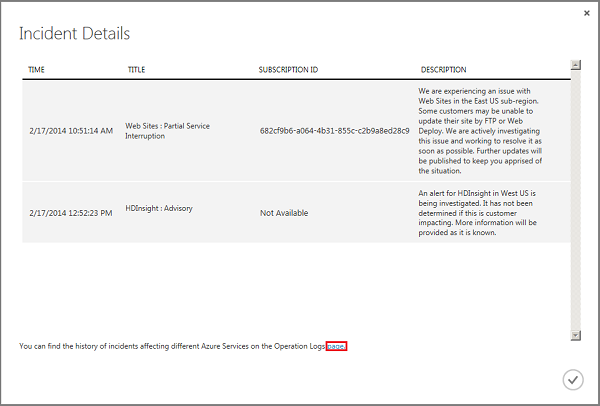 Incident Details
TIME TITLE SUBSCRIPTION ID DESCRIPTION
We are experiencing an issue with
Web Sites in the East US sub-region.
Some customers may be unable to
update their site by FTP or Web
Deploy. We are actively investigating
this issue and working to resolve it as
soon as possible. Further updates will
be published to keep you apprised of
the situation.
2/17/2014 10:51:14 AM
Web Sites : Partial Service
Interruption
682cf9b6-a064-4b31-855c-c2b9a8ed28c9
An alert for HDInsight in West US is
being investigated. It has not been
determined if this is customer
impacting. More information will be
provided as it is known.
2/17/2014 12:52:23 PM
HDInsight : Advisory
Not Available
You can find the history of incidents affecting different Azure Services on the Operation Logs page.